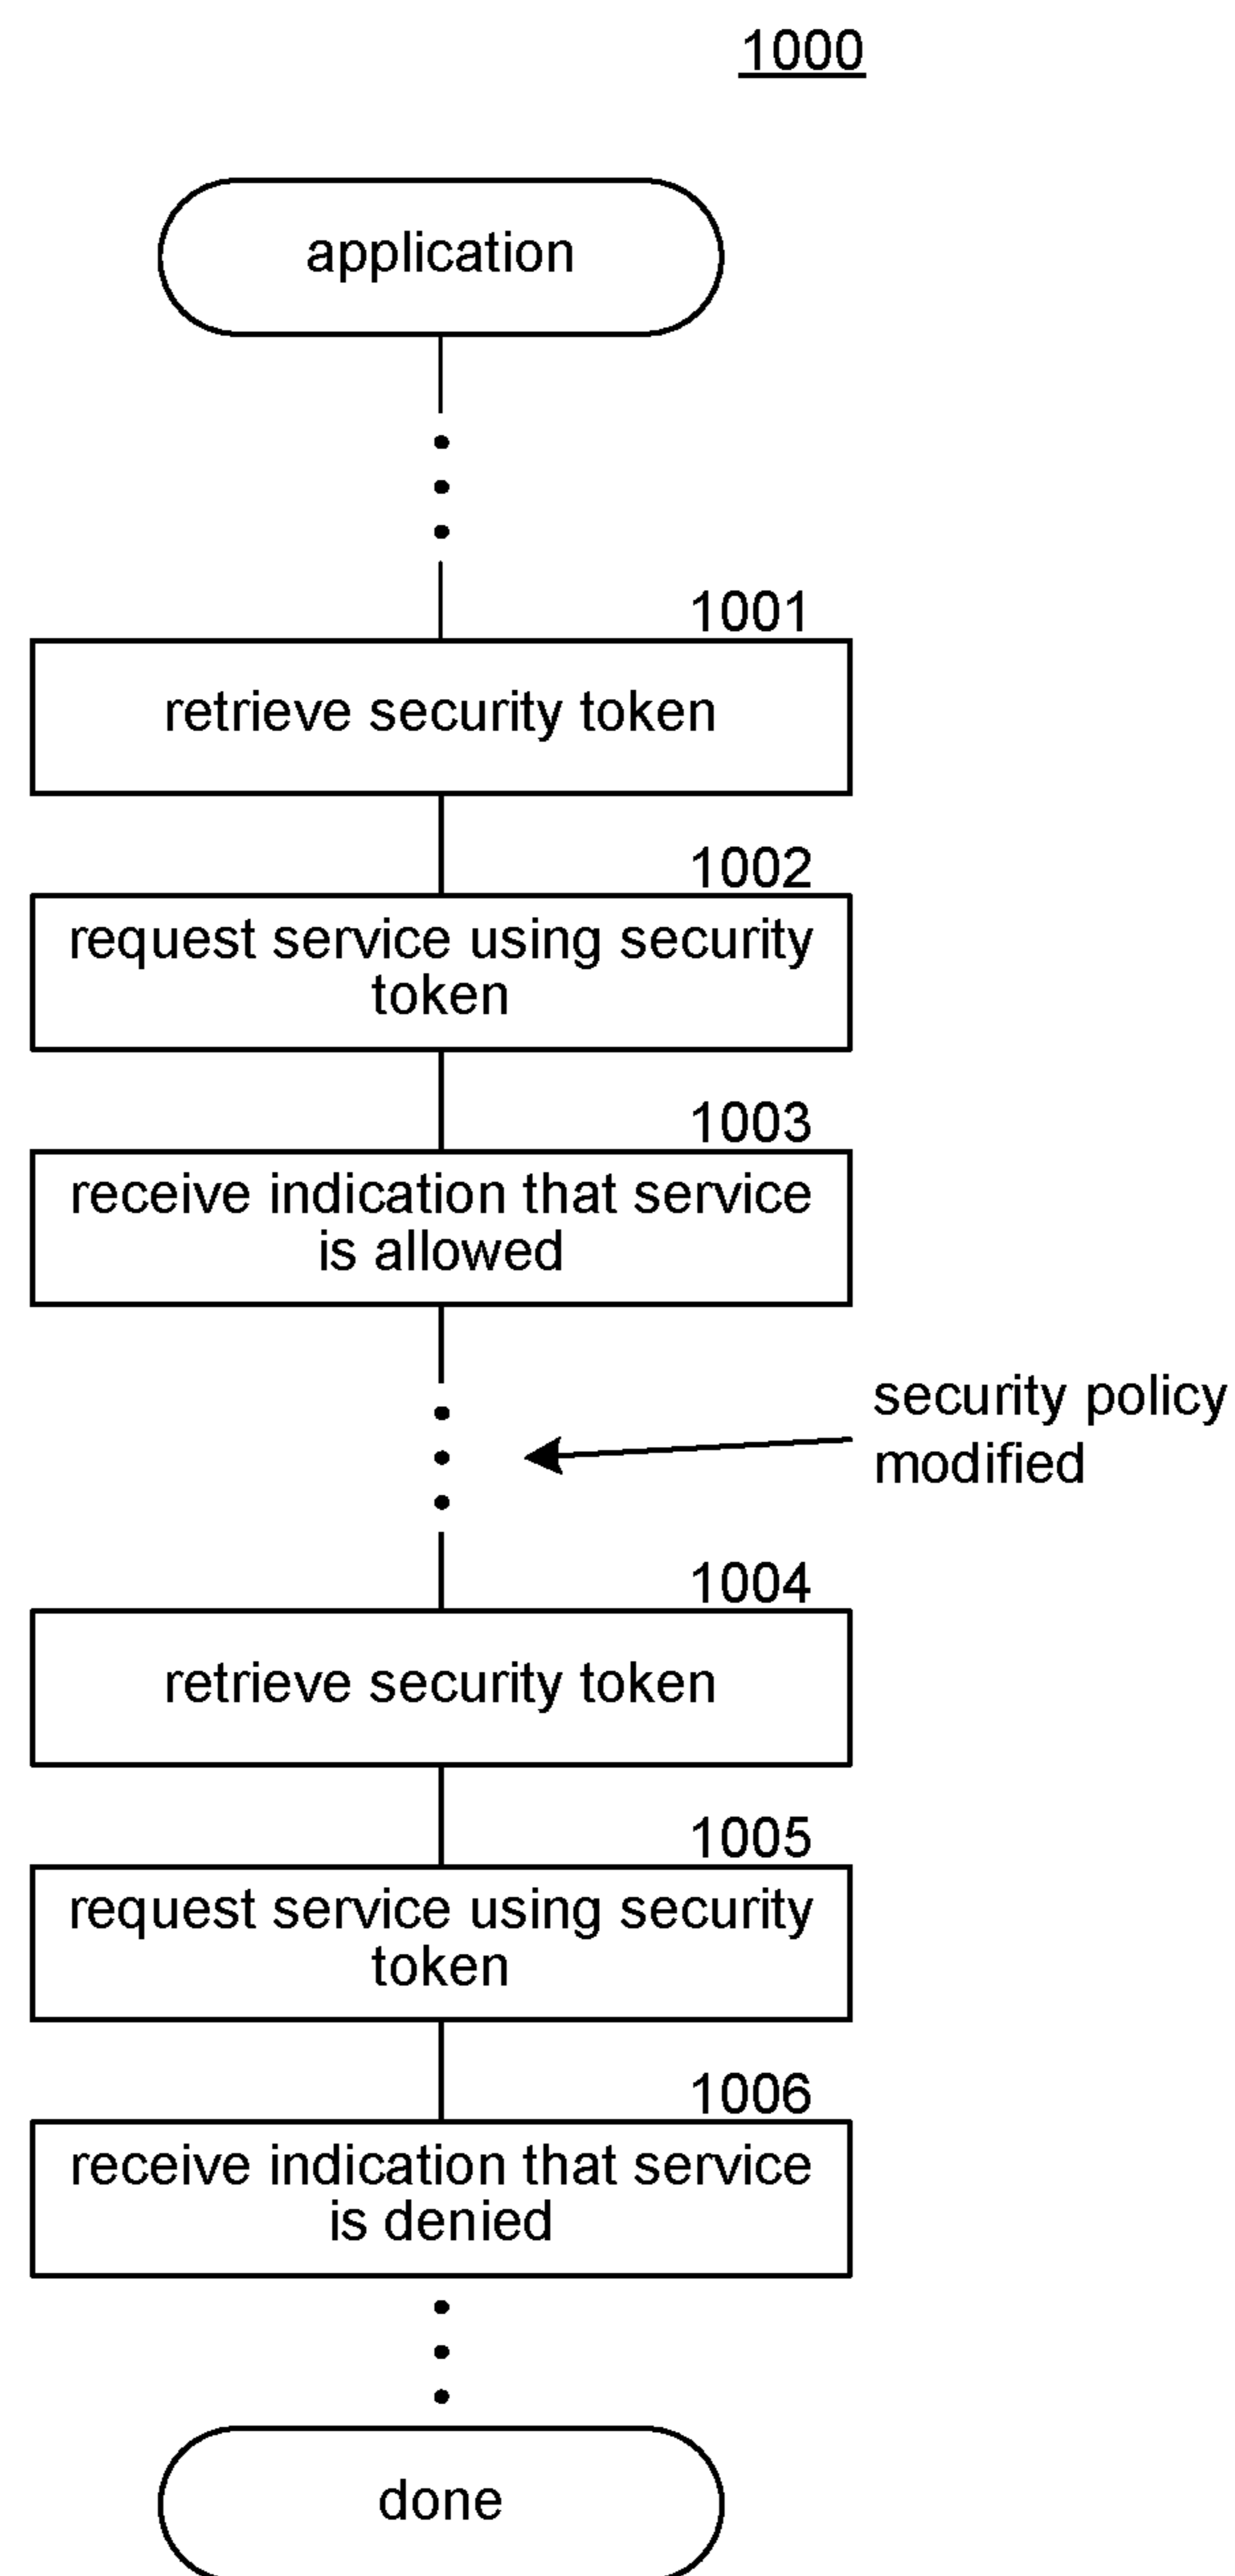 1000
application
1001
retrieve security token
1002
request service using security
token
1003
receive indication that service
is allowed
security policy
modified
1004
retrieve security token
1005
request service using security
token
1006
receive indication that service
is denied
done